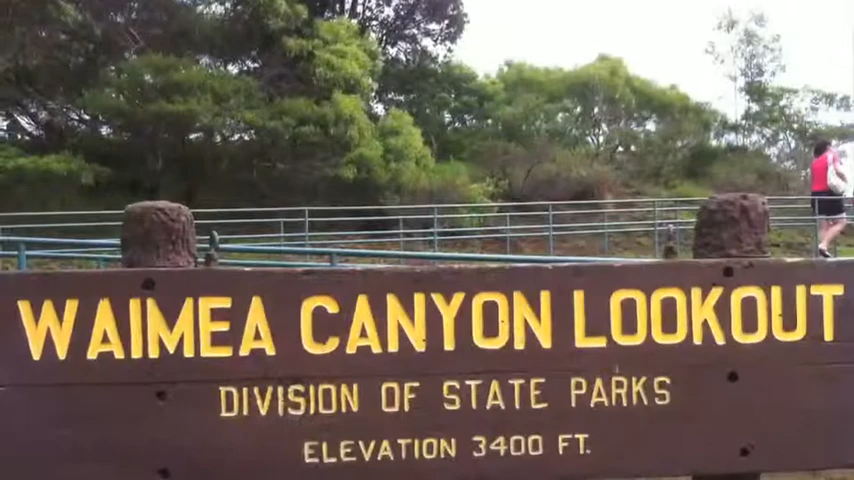 WAIMEA CANYON LOOKOUT
DIVISION OF STATE PARKS
ELEVATION 3400 FT.